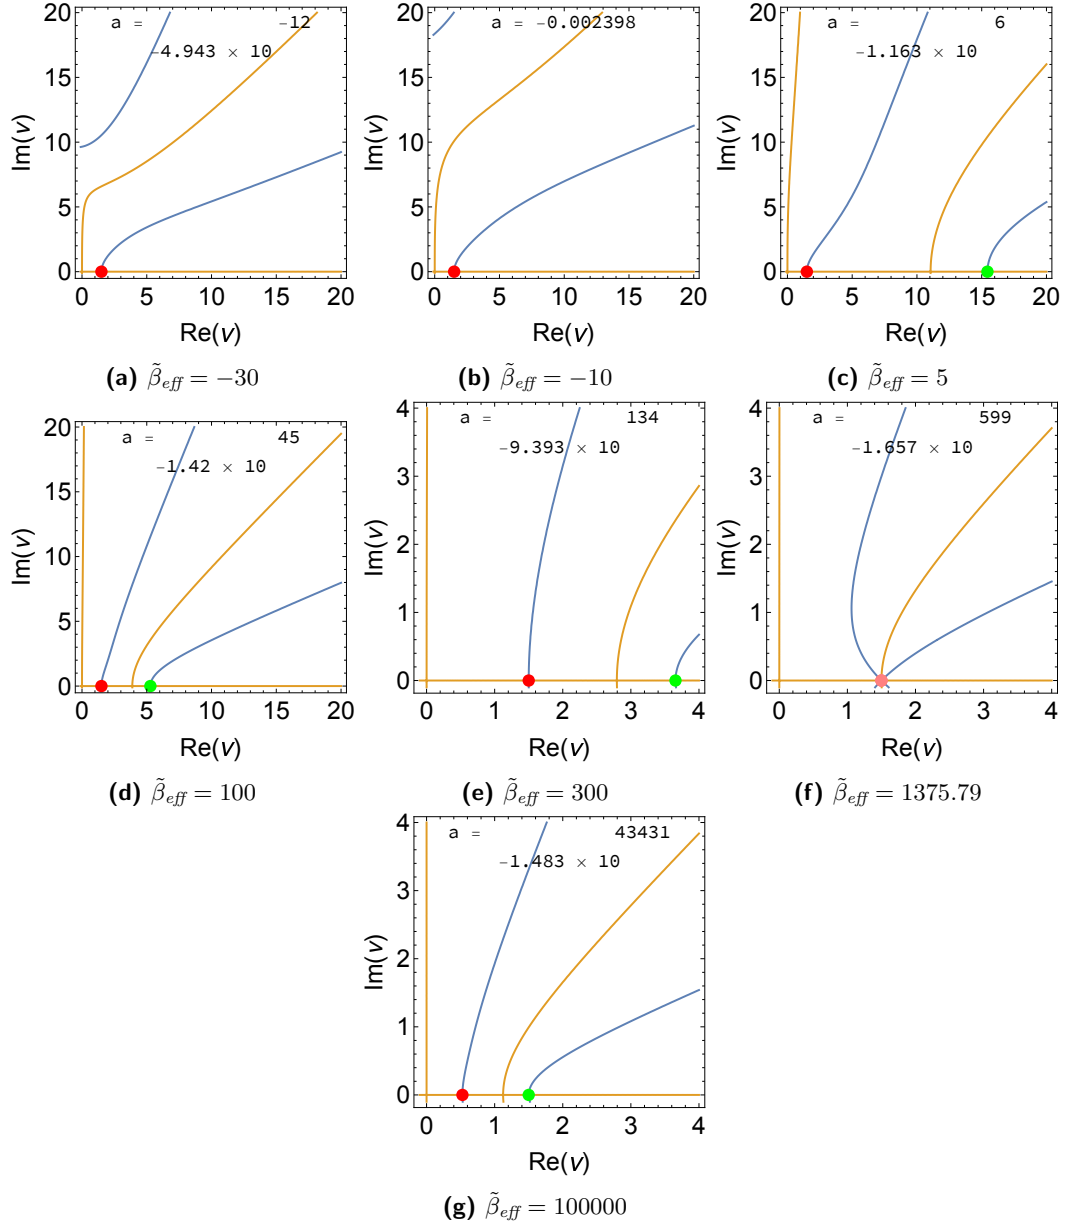 a = -12
-4.943 × 10
20
15
10
5
0
Im(v)
0 5 10 15 20
Re(v)
(a) β̃eff = −30
a = -0.002398
20
15
10
5
0
Im(v)
0 5 10 15 20
Re(v)
(b) β̃eff = −10
a = 6
-1.163 × 10
20
15
10
5
0
Im(v)
0 5 10 15 20
Re(v)
(c) β̃eff = 5
a = 45
-1.42 × 10
20
15
10
5
0
Im(v)
0 5 10 15 20
Re(v)
(d) β̃eff = 100
a = 134
-9.393 × 10
4
3
2
1
0
Im(v)
0 1 2 3 4
Re(v)
(e) β̃eff = 300
a = 599
-1.657 × 10
4
3
2
1
0
Im(v)
0 1 2 3 4
Re(v)
(f) β̃eff = 1375.79
a = 43431
-1.483 × 10
4
3
2
1
0
Im(v)
0 1 2 3 4
Re(v)
(g) β̃eff = 100000